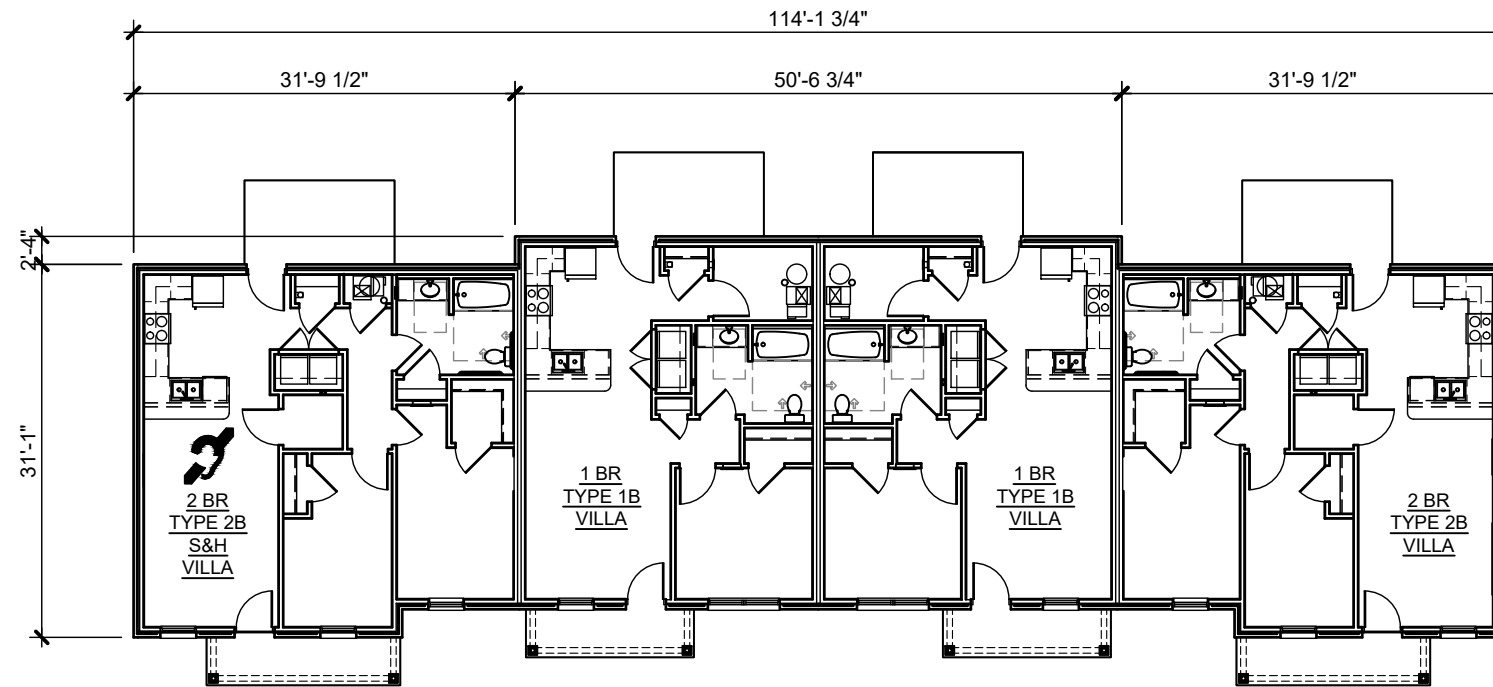 114'-1 3/4"
31'-9 1/2"
50'-6 3/4"
31'-9 1/2"
2'-4"
31'-1"
2 BR
TYPE 2B
S&H
VILLA
1 BR
TYPE 1B
VILLA
1 BR
TYPE 1B
VILLA
2 BR
TYPE 2B
VILLA